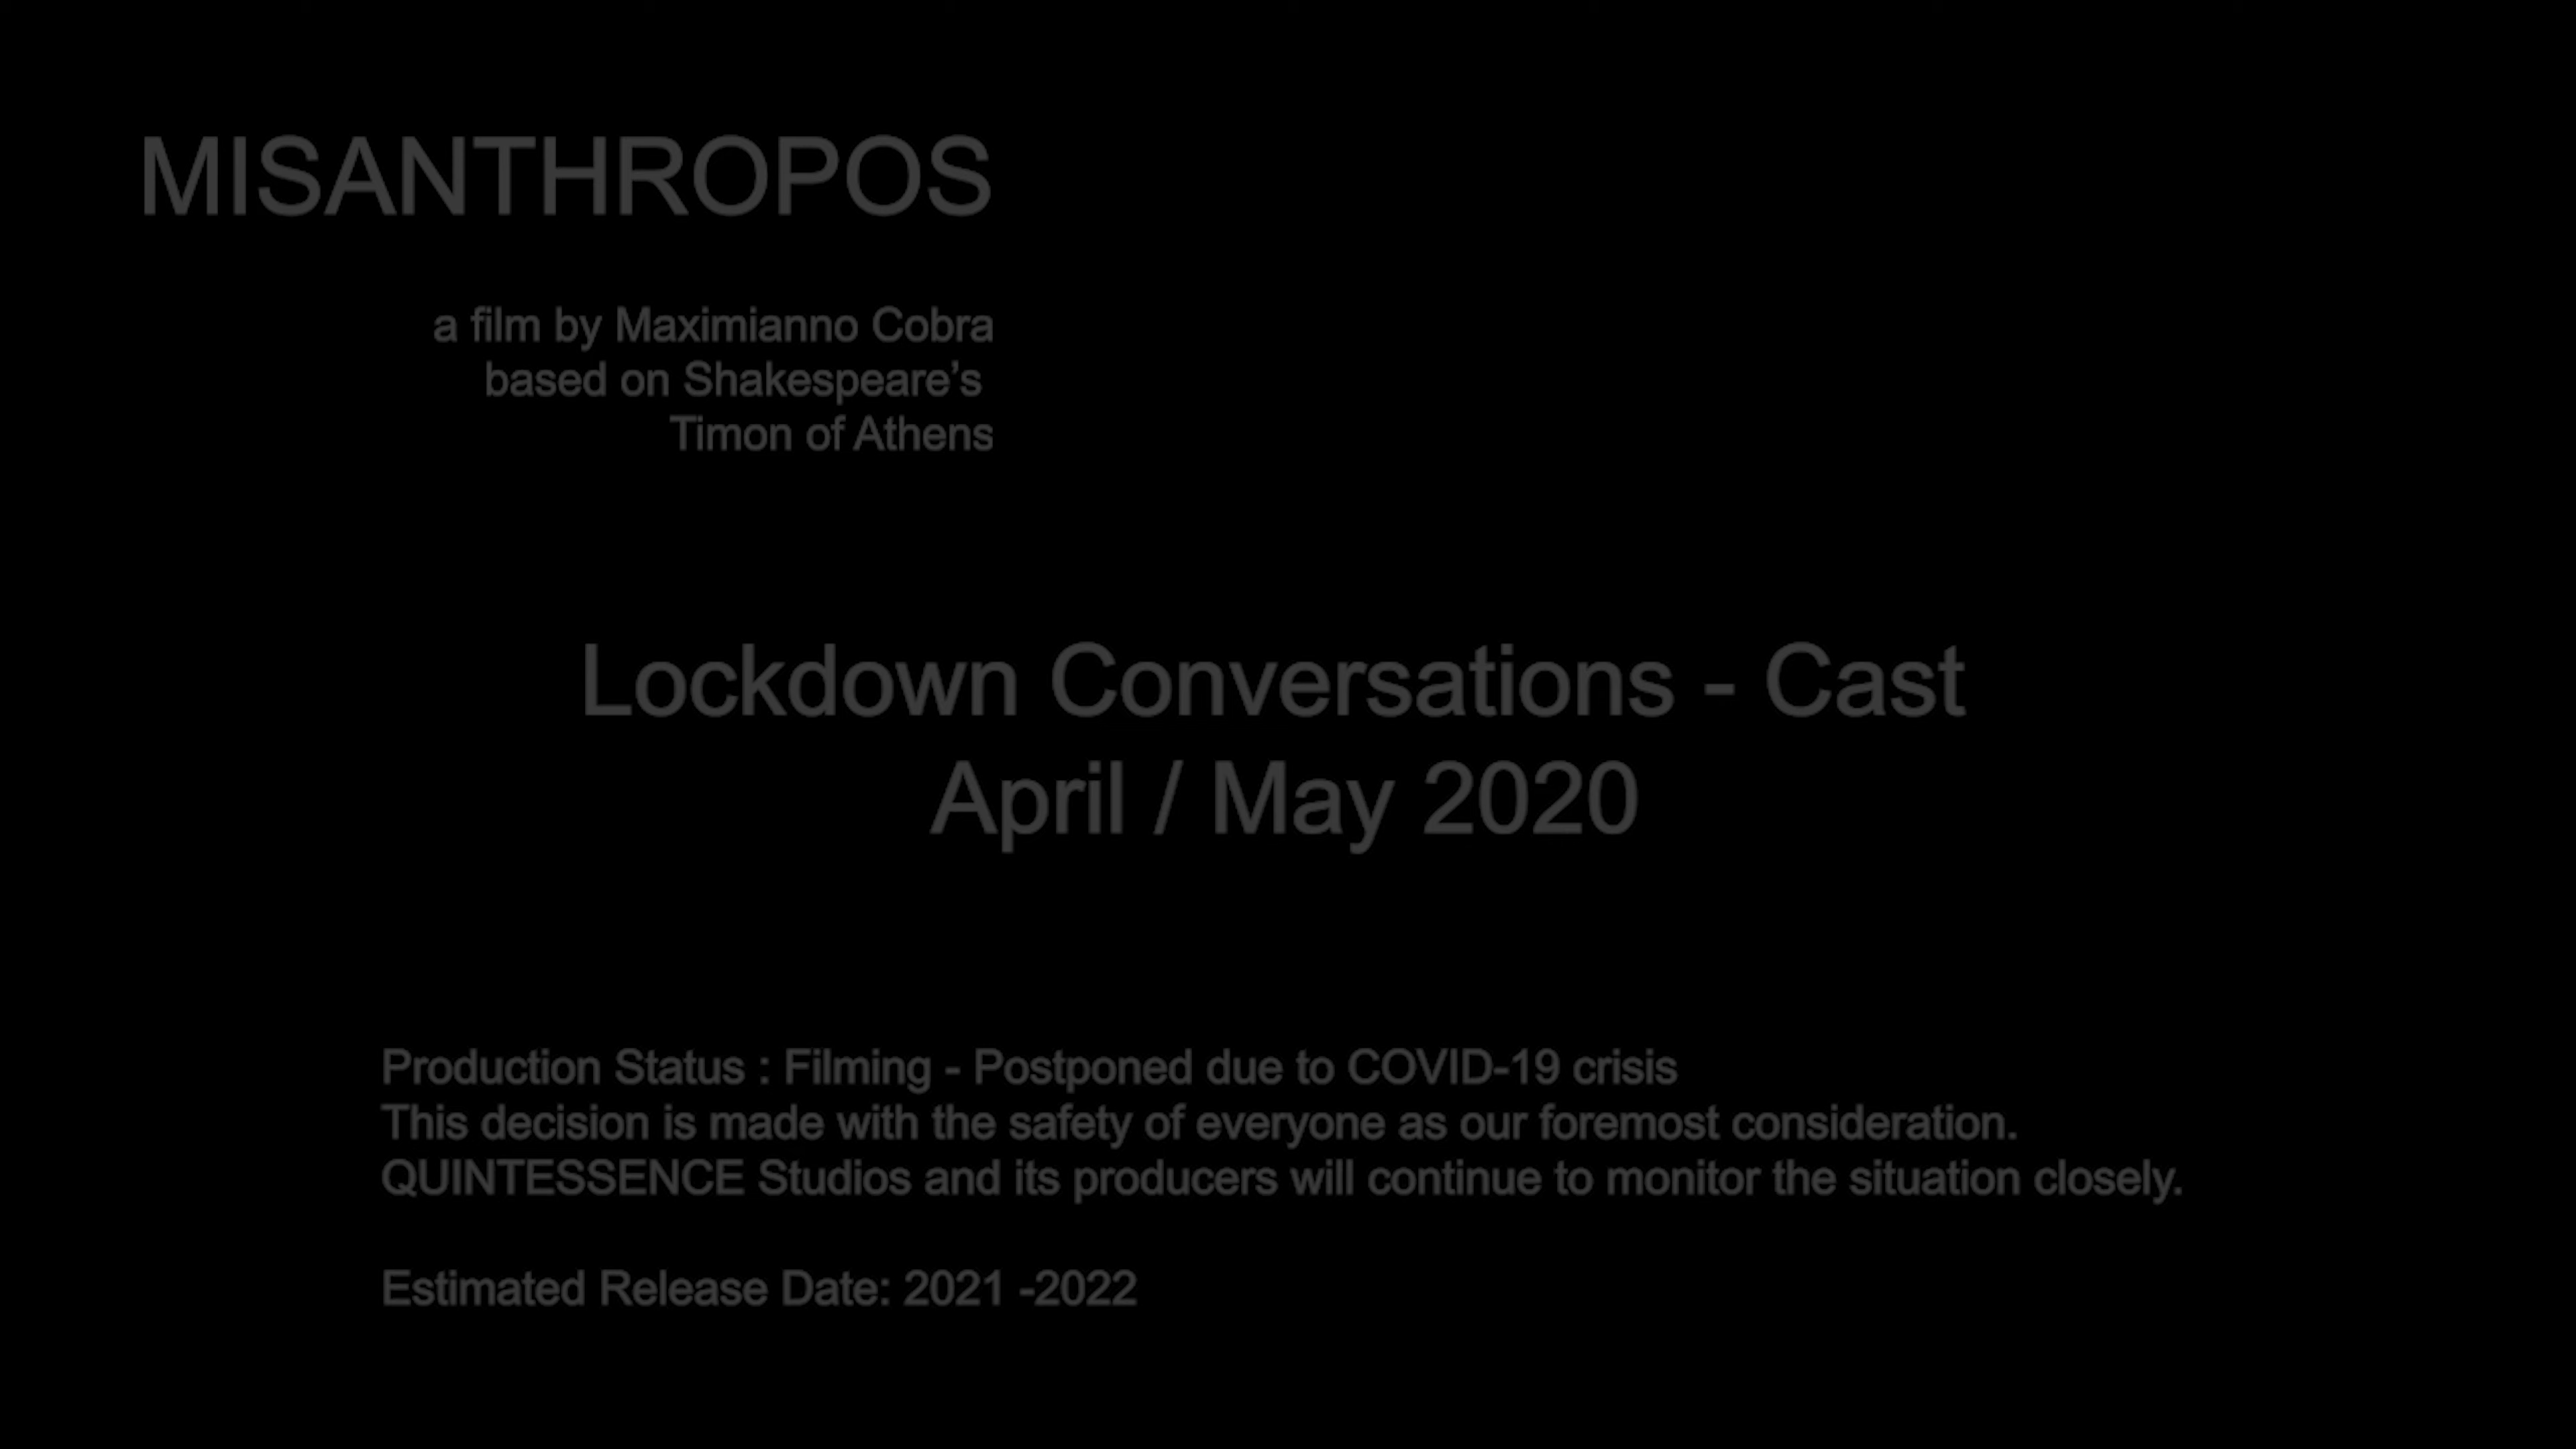 MISANTHROPOS
a film by Maximianno Cobra
based on Shakespeare’s
Timon of Athens
Lockdown Conversations - Cast
April / May 2020
Production Status : Filming - Postponed due to COVID-19 crisis
This decision is made with the safety of everyone as our foremost consideration.
QUINTESSENCE Studios and its producers will continue to monitor the situation closely.
Estimated Release Date: 2021 -2022